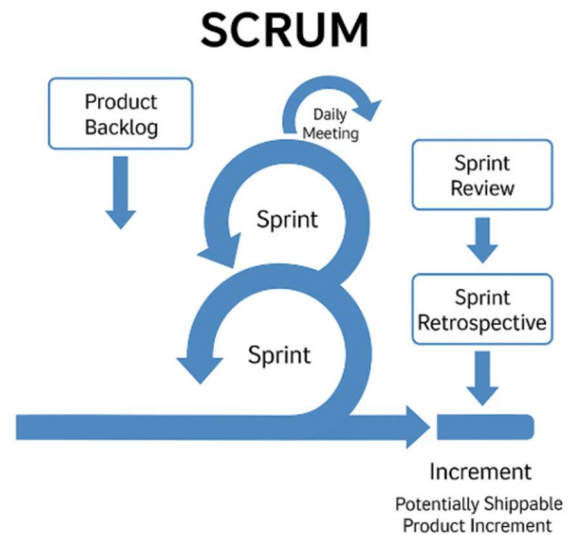 SCRUM
Product
Backlog
Daily
Meeting
Sprint
Sprint
Sprint
Review
Sprint
Retrospective
Increment
Potentially Shippable
Product Increment